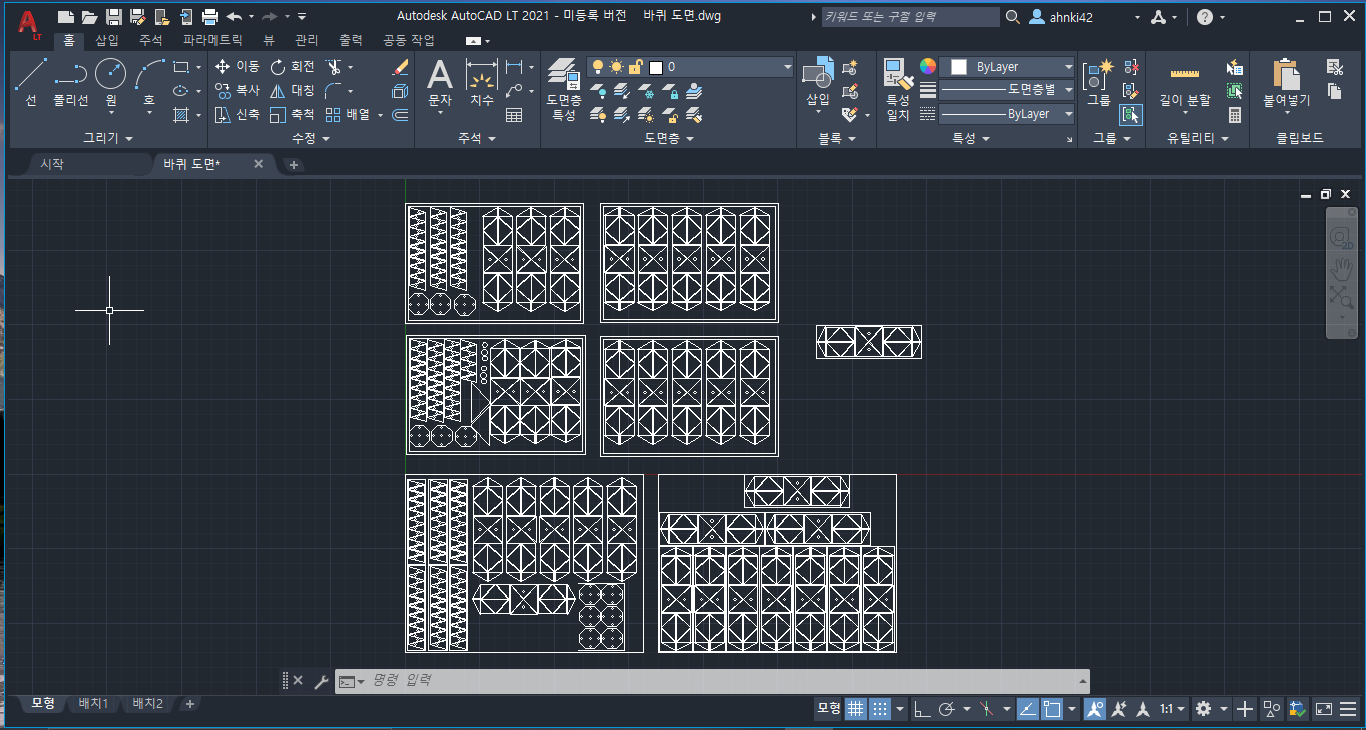 Autodesk AutoCAD LT 2021 - 미등록 버전 바퀴 도면.dwg 키워드 또는 구절 입력 ahnki42
LT
홈 삽입 주석 파라메트릭 뷰 관리 출력 공동 작업
선 폴리선 원 호
이동 회전
복사 대칭
신축 축척 배열
문자 치수
도면층 특성
0
삽입
특성 일치
ByLayer
도면층별
ByLayer
그룹
길이 분할
붙여넣기
그리기 수정 주석 도면층 블록 특성 그룹 유틸리티 클립보드
시작 바퀴 도면*
2D
명령 입력
모형 배치1 배치2
모형 1:1